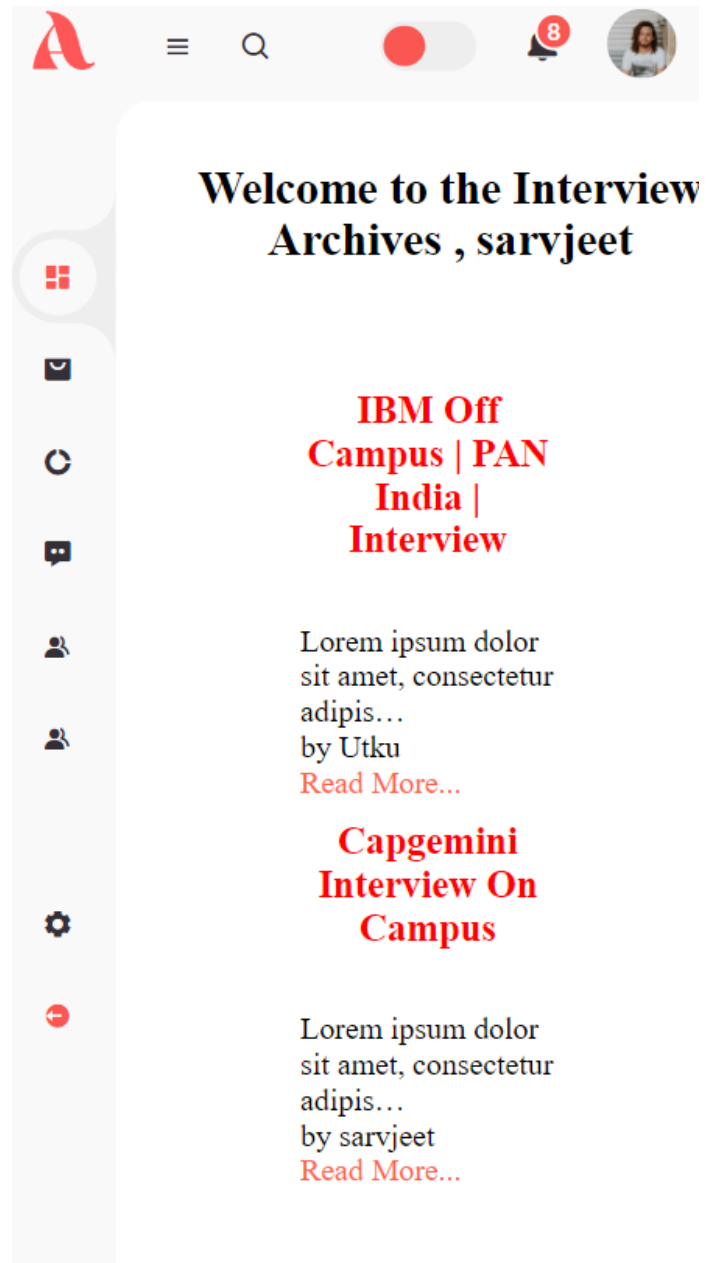 A
8
Welcome to the Interview
Archives , sarvjeet
IBM Off
Campus | PAN
India |
Interview
Lorem ipsum dolor
sit amet, consectetur
adipis…
by Utku
Read More...
Capgemini
Interview On
Campus
Lorem ipsum dolor
sit amet, consectetur
adipis…
by sarvjeet
Read More...